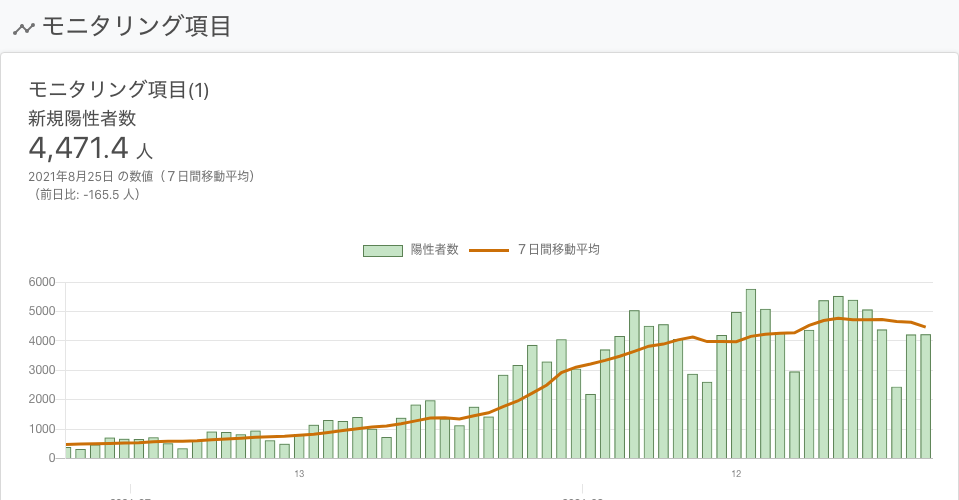 モニタリング項目
モニタリング項目(1)
新規陽性者数
4,471.4 人
2021年8月25日 の数値（７日間移動平均）
（前日比: -165.5 人）
陽性者数 ７日間移動平均
6000
5000
4000
3000
2000
1000
0
13 12